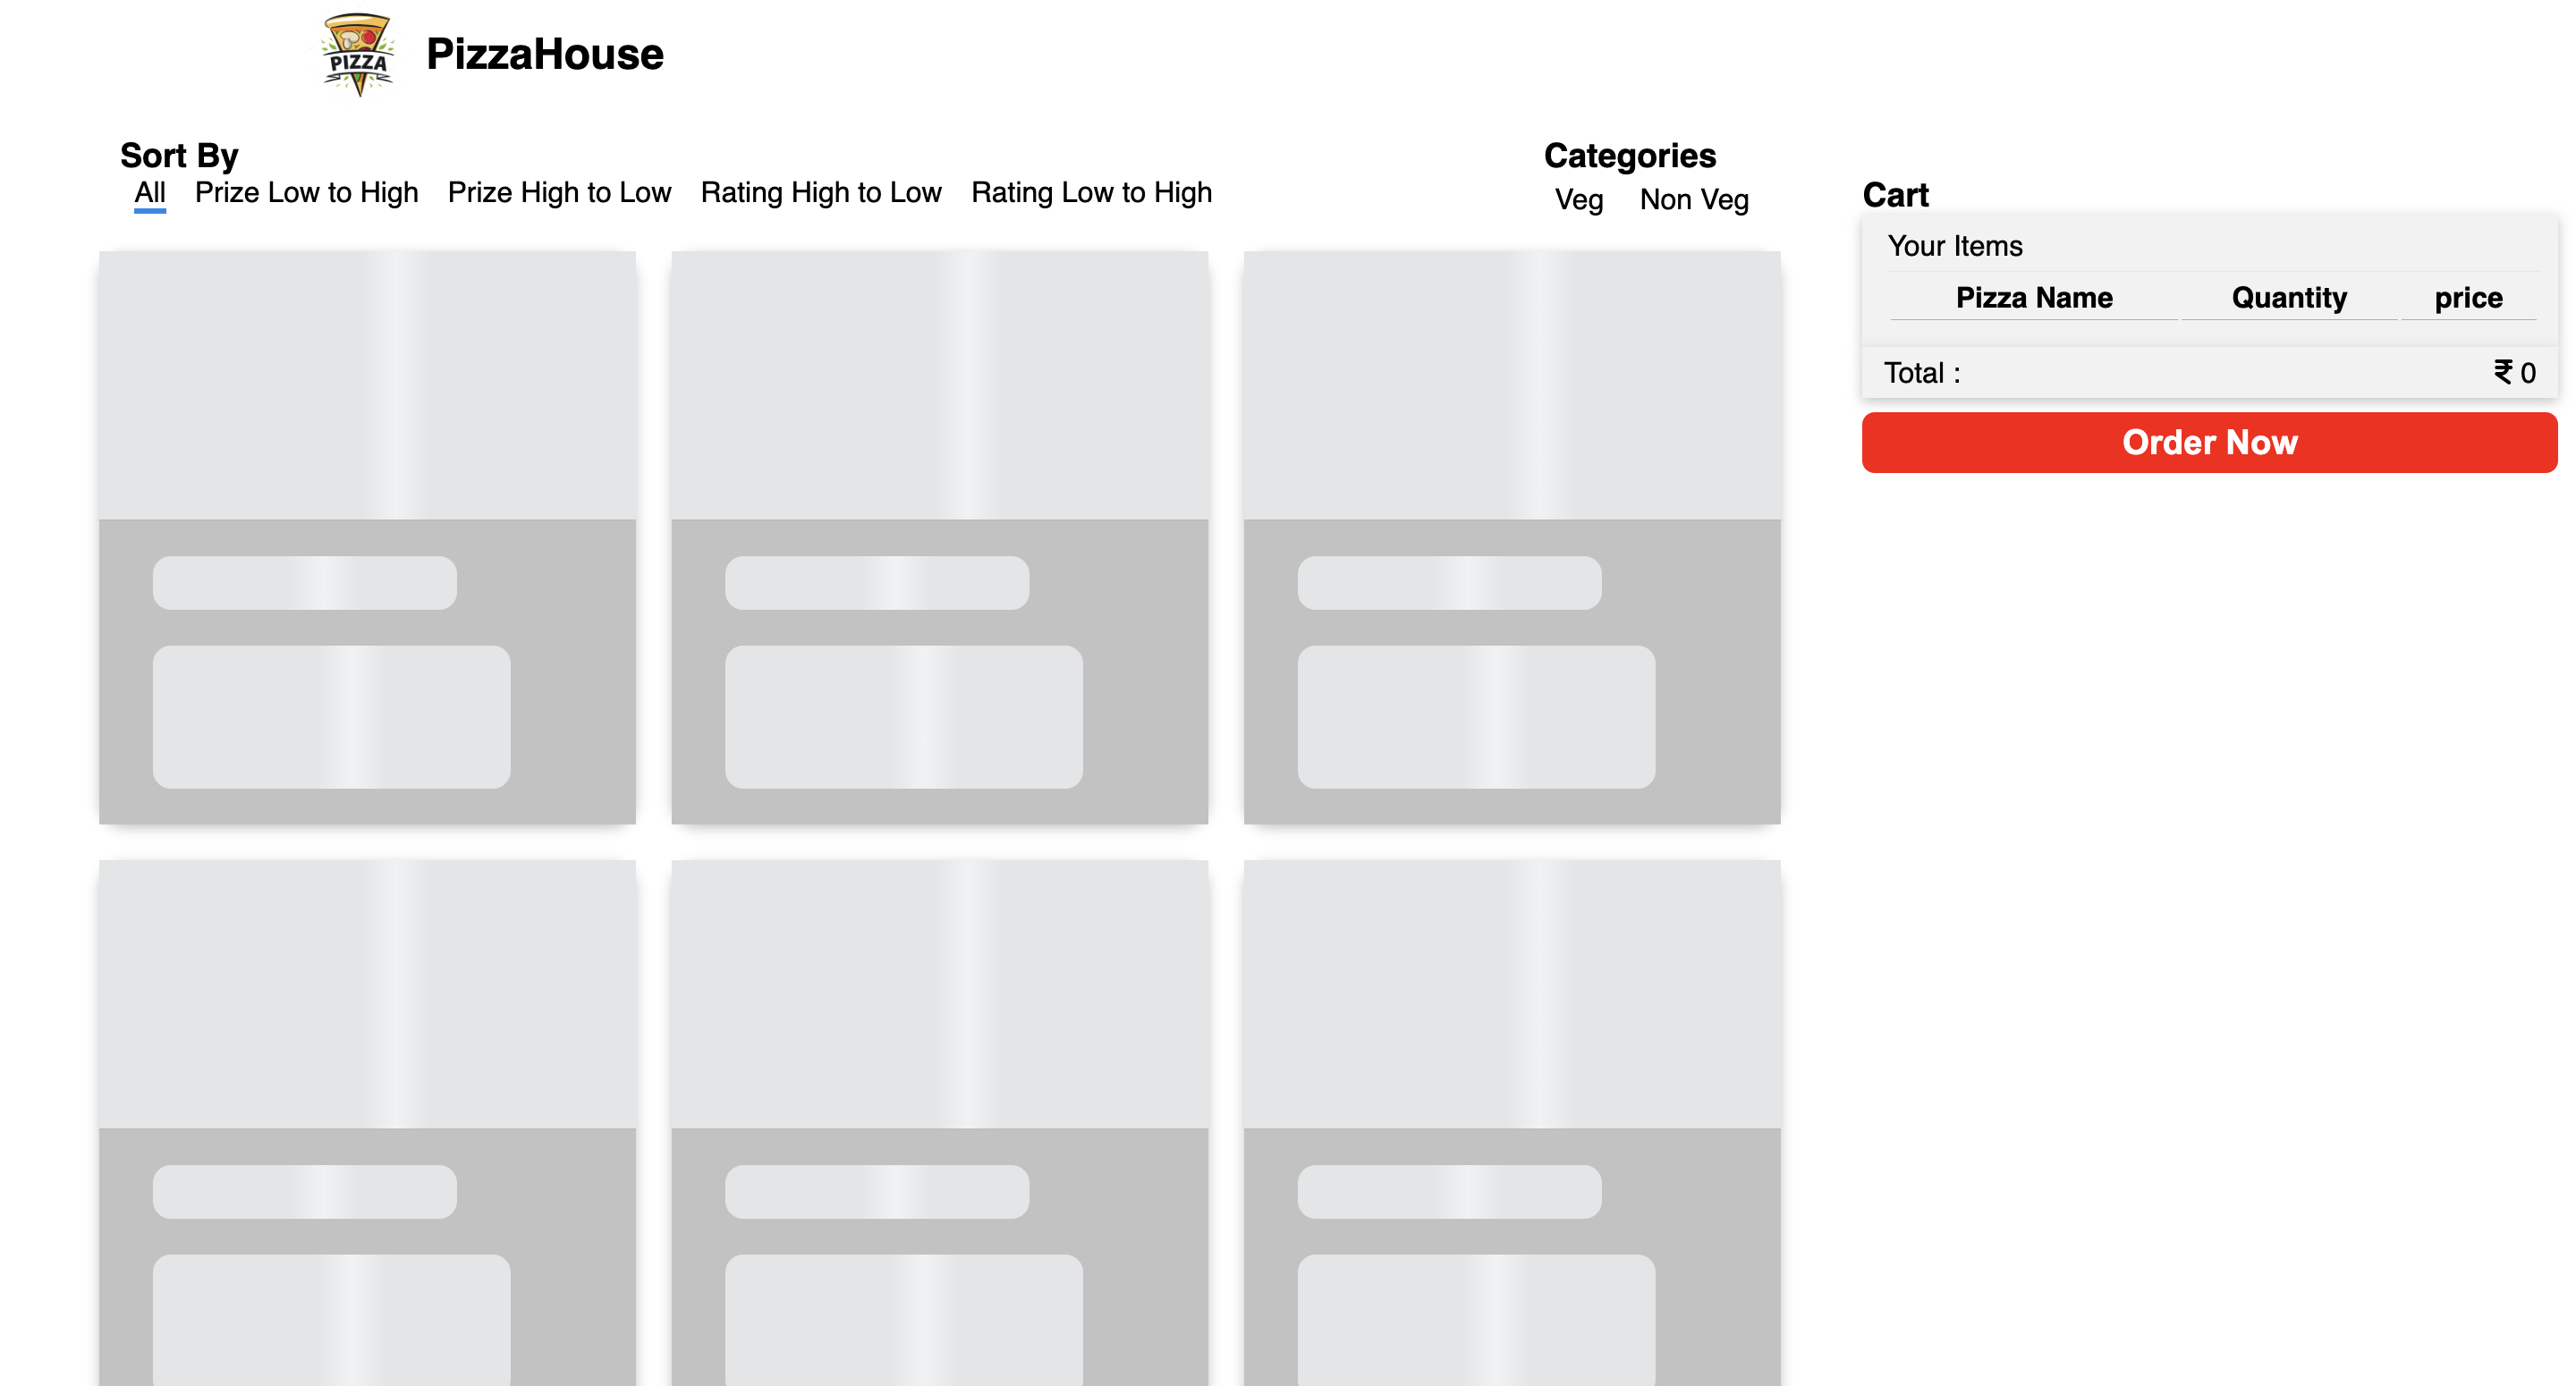 PIZZA
PizzaHouse
Sort By
All Prize Low to High Prize High to Low Rating High to Low Rating Low to High
Categories
Veg Non Veg
Cart
Your Items
Pizza Name Quantity price
Total : ₹ 0
Order Now